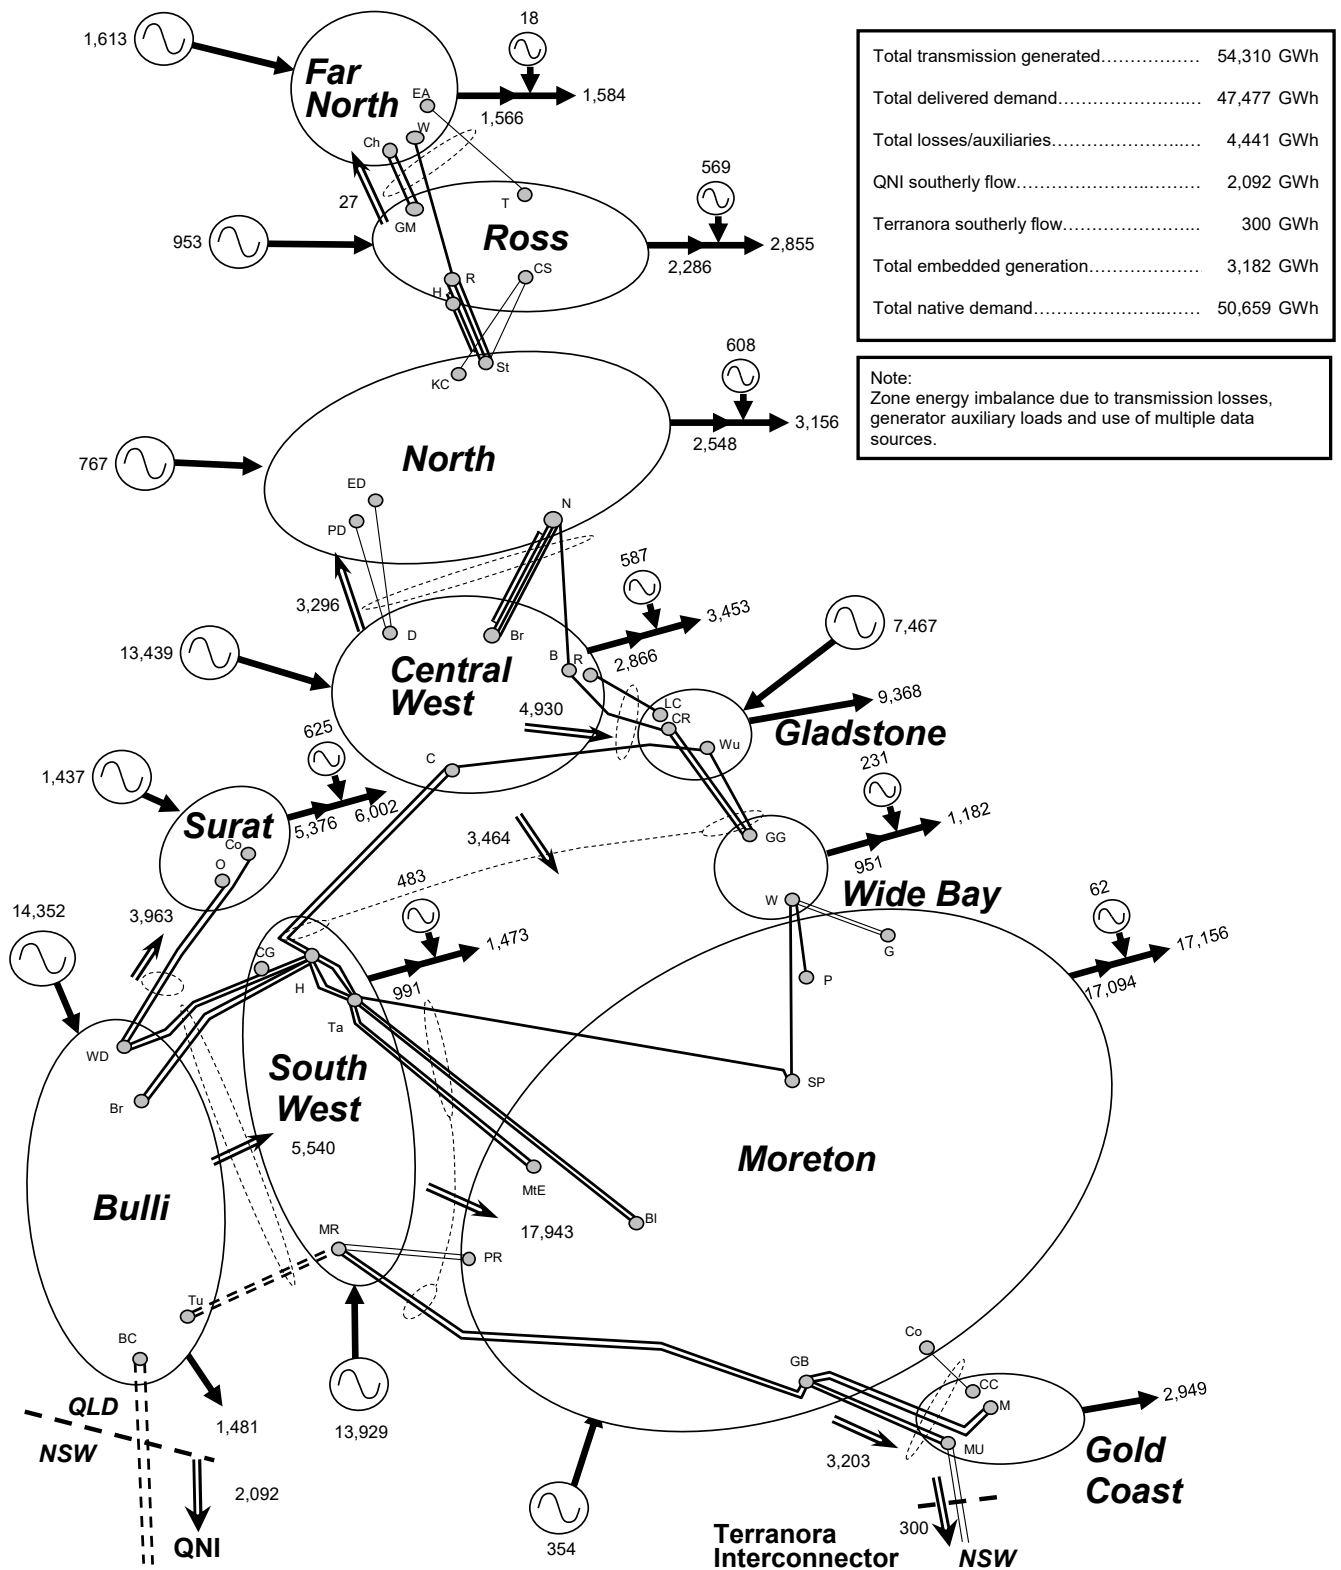 18
1,613
Far
North
EA
W
Ch
1,584
1,566
Total transmission generated................ 54,310 GWh
Total delivered demand........................ 47,477 GWh
Total losses/auxiliaries........................ 4,441 GWh
QNI southerly flow............................... 2,092 GWh
Terranora southerly flow...................... 300 GWh
Total embedded generation................... 3,182 GWh
Total native demand............................ 50,659 GWh
27
GM
T
569
953
Ross
2,855
2,286
R
CS
H
St
KC
608
3,156
2,548
Note:
Zone energy imbalance due to transmission losses,
generator auxiliary loads and use of multiple data
sources.
767
North
ED
PD
N
587
3,296
D
Br
3,453
2,866
7,467
13,439
Central
West
B
R
LC
CR
Wu
9,368
Gladstone
4,930
625
1,437
C
231
Surat
Co
O
5,376
6,002
3,464
GG
1,182
951
Wide Bay
483
W
G
62
14,352
3,963
CG
1,473
991
H
P
17,156
17,094
Ta
WD
Br
South
West
SP
5,540
Moreton
MtE
Bulli
17,943
BI
MR
PR
Tu
BC
Co
GB
CC
M
2,949
QLD
NSW
1,481
13,929
MU
3,203
Gold
Coast
2,092
QNI
354
300
Terranora
Interconnector
NSW